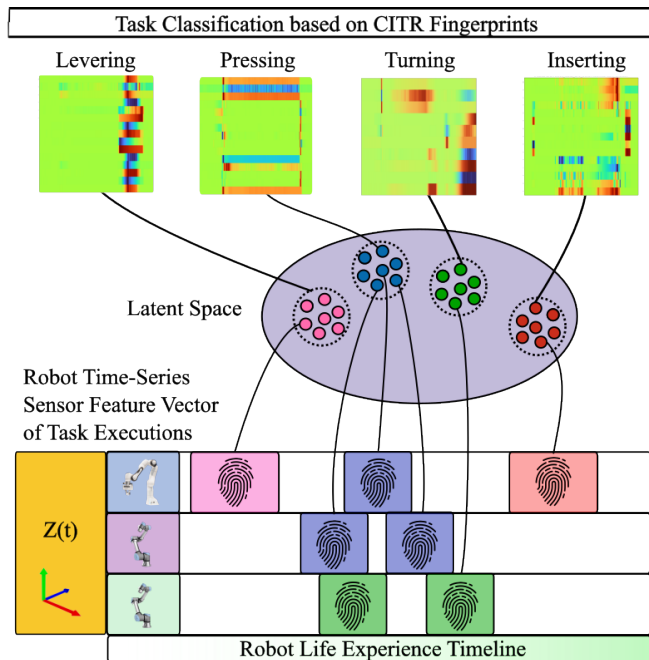 Task Classification based on CITR Fingerprints
Levering
Pressing
Turning
Inserting
Latent Space
Robot Time-Series
Sensor Feature Vector
of Task Executions
Z(t)
Robot Life Experience Timeline